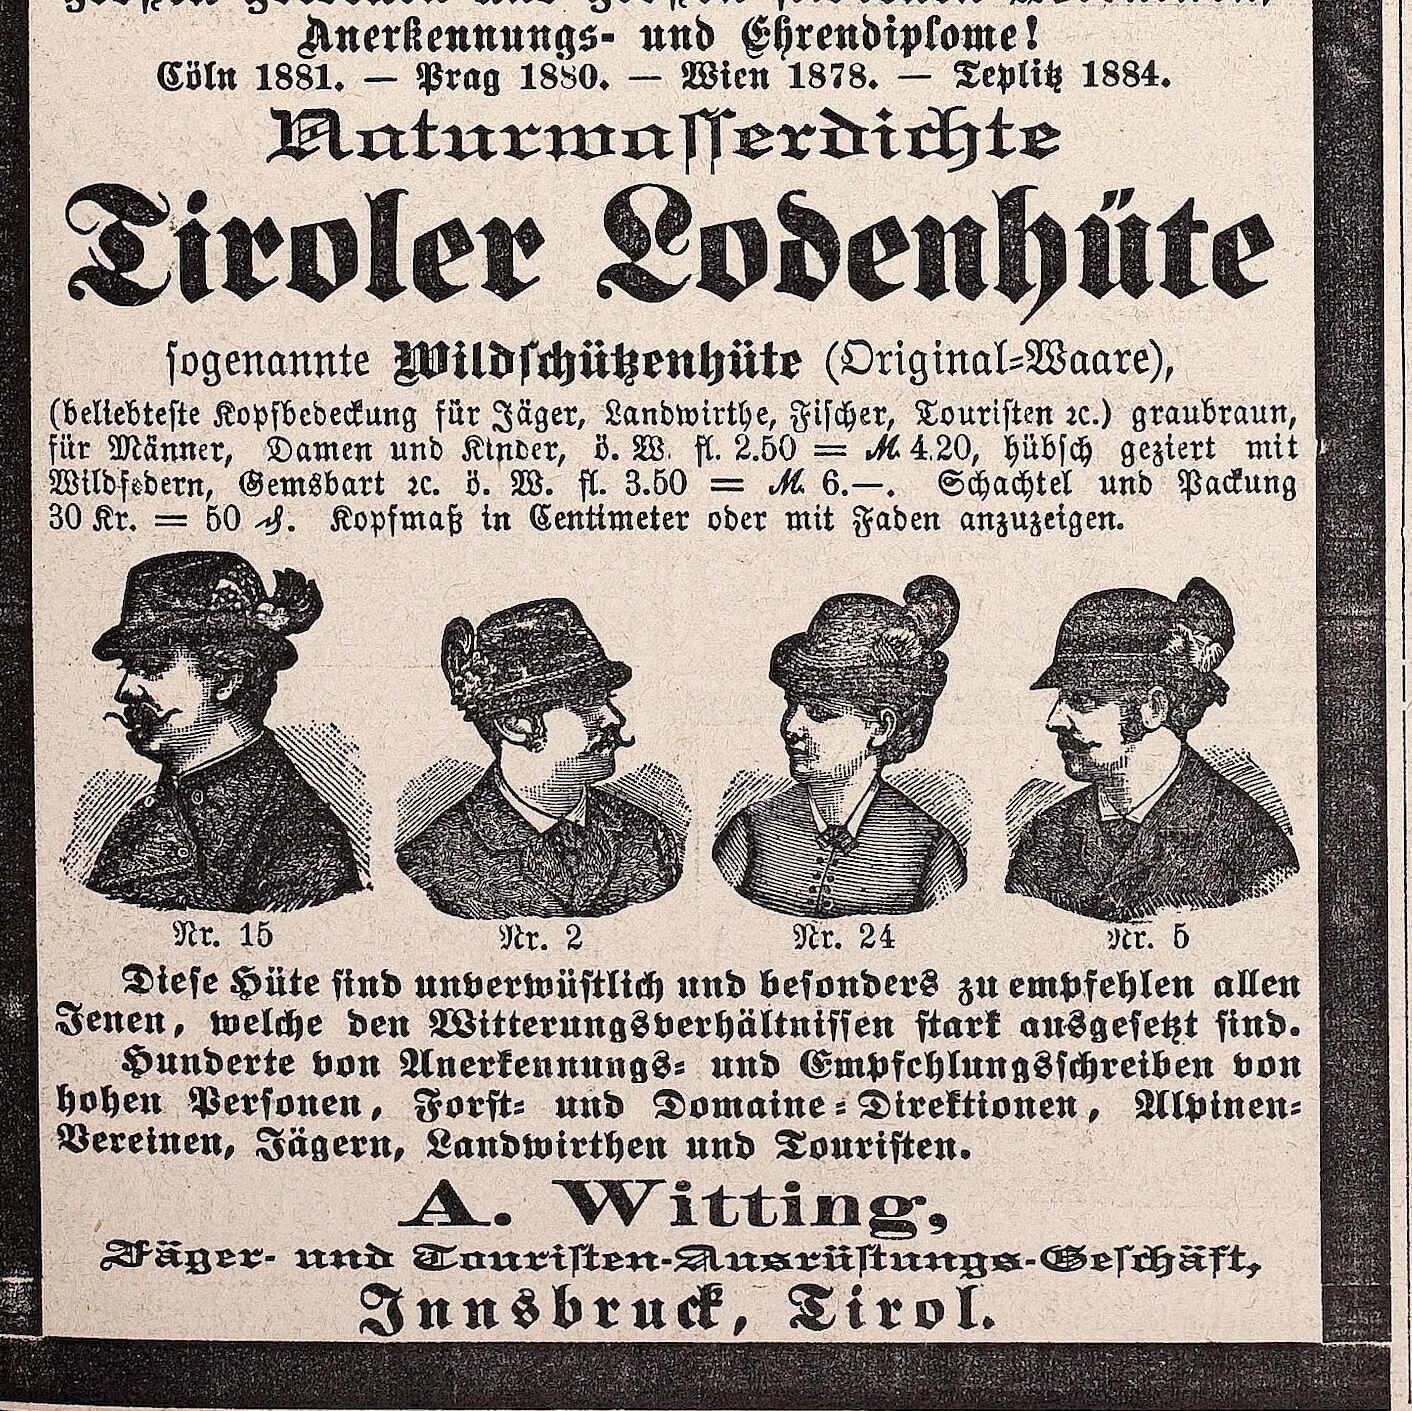 Anerkennungs- und Ehrendiplome!
Cöln 1881. — Prag 1880. — Wien 1878. — Teplitz 1884.
Naturwasserdichte
Tiroler Lodenhüte
sogenannte Wildschützenhüte (Original-Waare),
(beliebteste Kopfbedeckung für Jäger, Landwirthe, Fischer, Touristen ꝛc.) graubraun,
für Männer, Damen und Kinder, ö. W. fl. 2.50 = M. 4.20, hübsch geziert mit
Wildfedern, Gemsbart ꝛc. ö. W. fl. 3.50 = M. 6.—. Schachtel und Packung
30 Kr. = 50 ₰. Kopfmaß in Centimeter oder mit Faden anzuzeigen.
Nr. 15 Nr. 2 Nr. 24 Nr. 5
Diese Hüte sind unverwüstlich und besonders zu empfehlen allen
Jenen, welche den Witterungsverhältnissen stark ausgesetzt sind.
Hunderte von Anerkennungs- und Empfehlungsschreiben von
hohen Personen, Forst- und Domaine-Direktionen, Alpinen-
Vereinen, Jägern, Landwirthen und Touristen.
A. Witting,
Jäger- und Touristen-Ausrüstungs-Geschäft,
Innsbruck, Tirol.